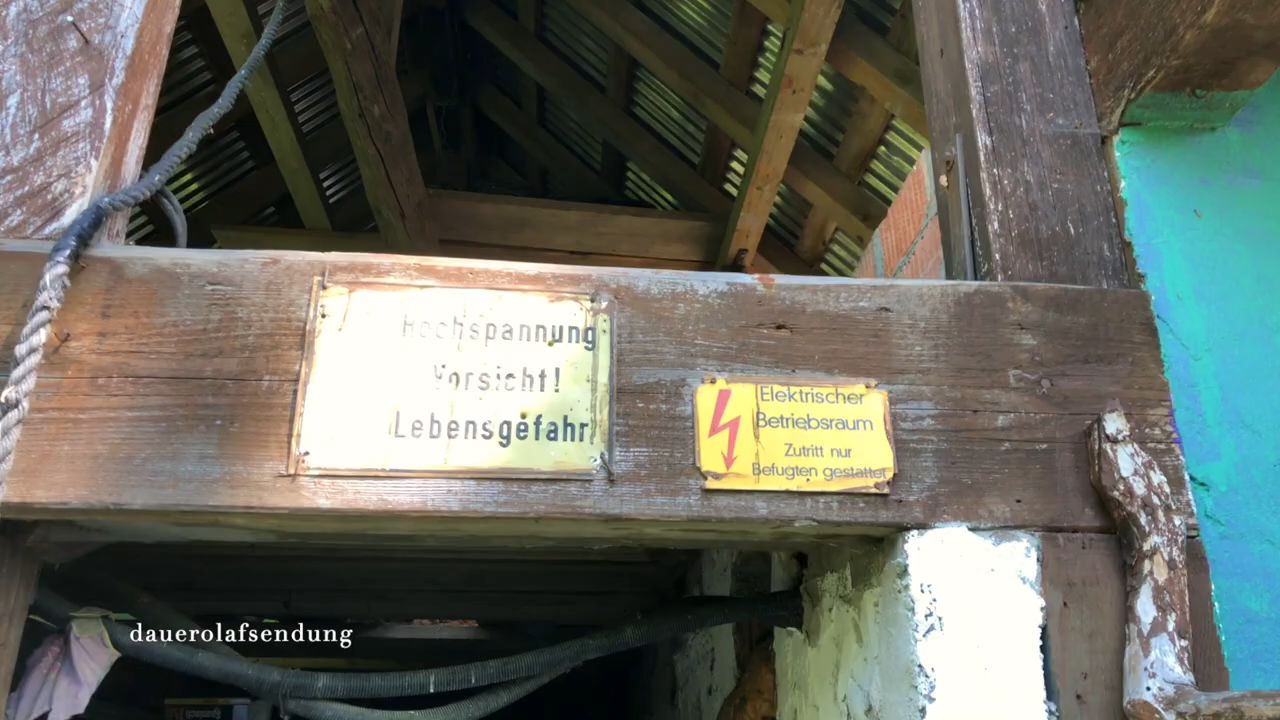 Hochspannung
Vorsicht!
Lebensgefahr
Elektrischer
Betriebsraum
Zutritt nur
Befugten gestattet
dauerolafsendung